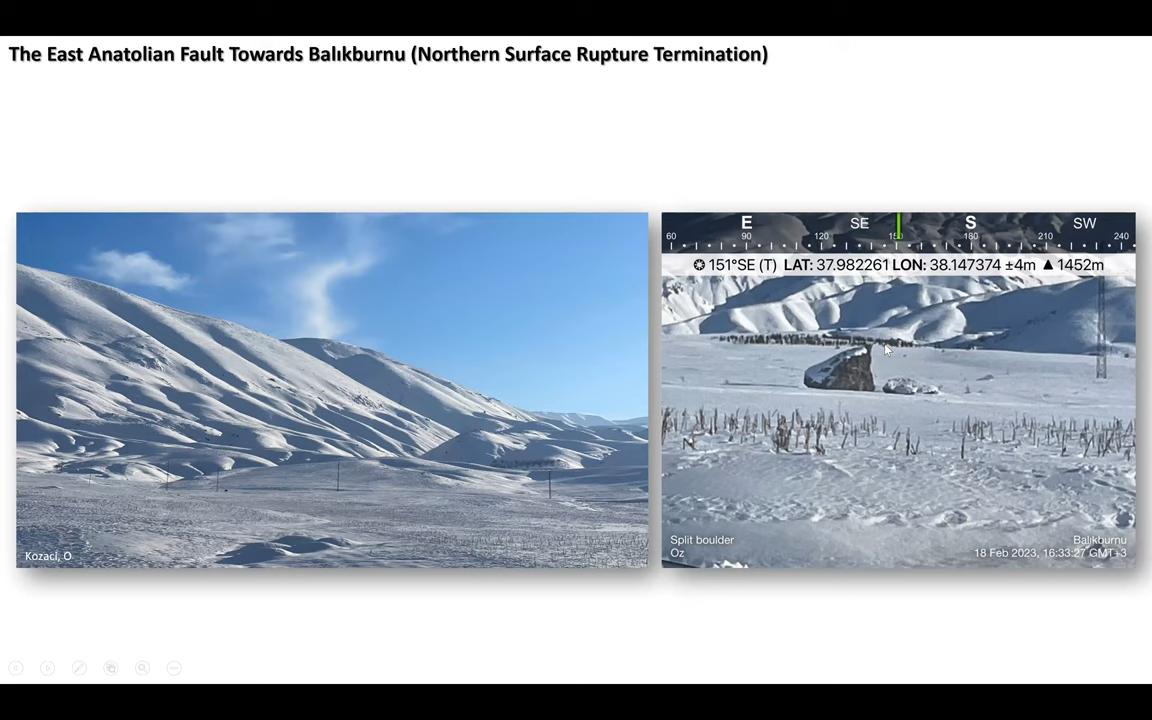 The East Anatolian Fault Towards Balıkburnu (Northern Surface Rupture Termination)
Kozacı, O
E SE S SW
60 90 120 150 180 210 240
151°SE (T) LAT: 37.982261 LON: 38.147374 ±4m ▲ 1452m
Split boulder
Oz
Balıkburnu
18 Feb 2023, 16:33:27 GMT+3